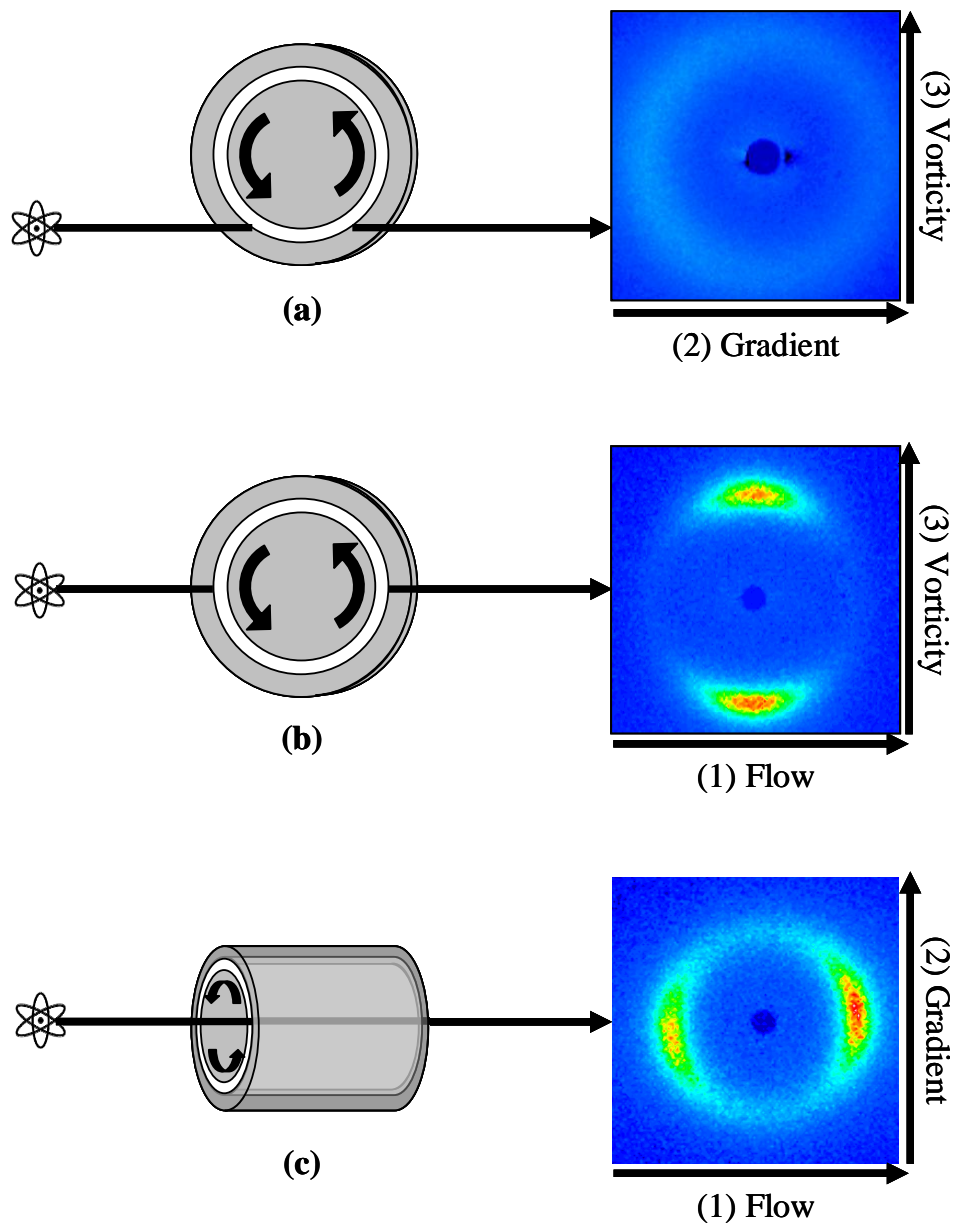 (3) Vorticity
(a)
(2) Gradient
(3) Vorticity
(b)
(1) Flow
(2) Gradient
(c)
(1) Flow